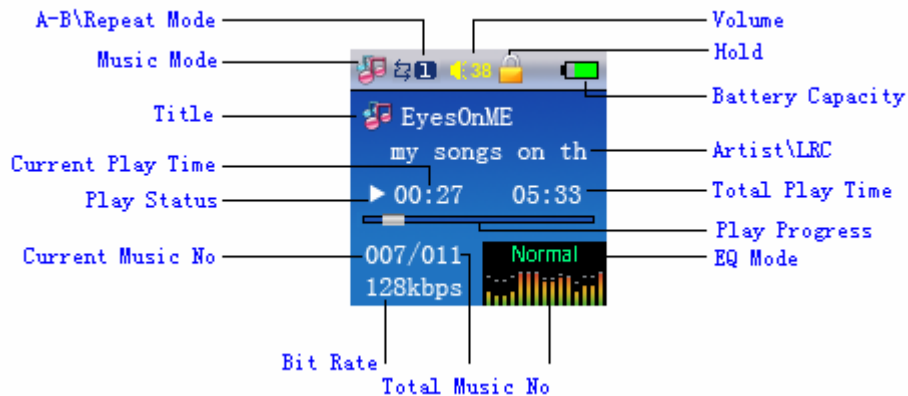 A-B\Repeat Mode
Volume
Music Mode
Hold
1 38
Battery Capacity
Title
EyesOnME
my songs on th
Artist\LRC
Current Play Time
Play Status
00:27 05:33
Total Play Time
Play Progress
Current Music No
007/011
Normal
EQ Mode
128kbps
Bit Rate
Total Music No